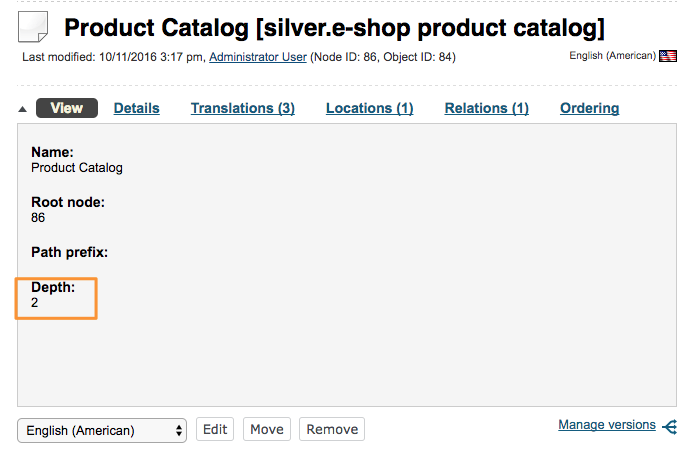 Product Catalog [silver.e-shop product catalog]
Last modified: 10/11/2016 3:17 pm, Administrator User (Node ID: 86, Object ID: 84)
English (American)
View Details Translations (3) Locations (1) Relations (1) Ordering
Name:
Product Catalog
Root node:
86
Path prefix:
Depth:
2
English (American) Edit Move Remove Manage versions